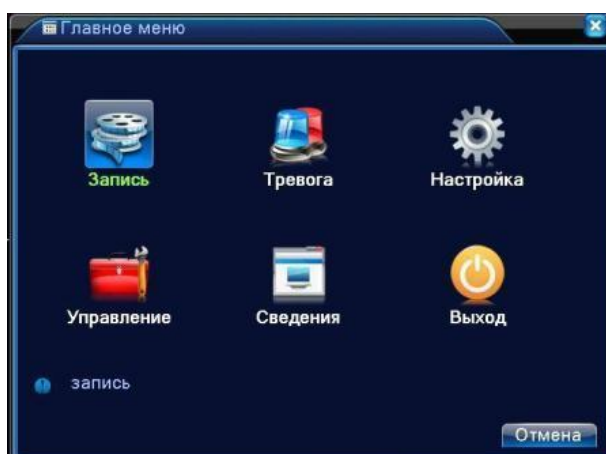 Главное меню
Запись Тревога Настройка
Управление Сведения Выход
запись
Отмена